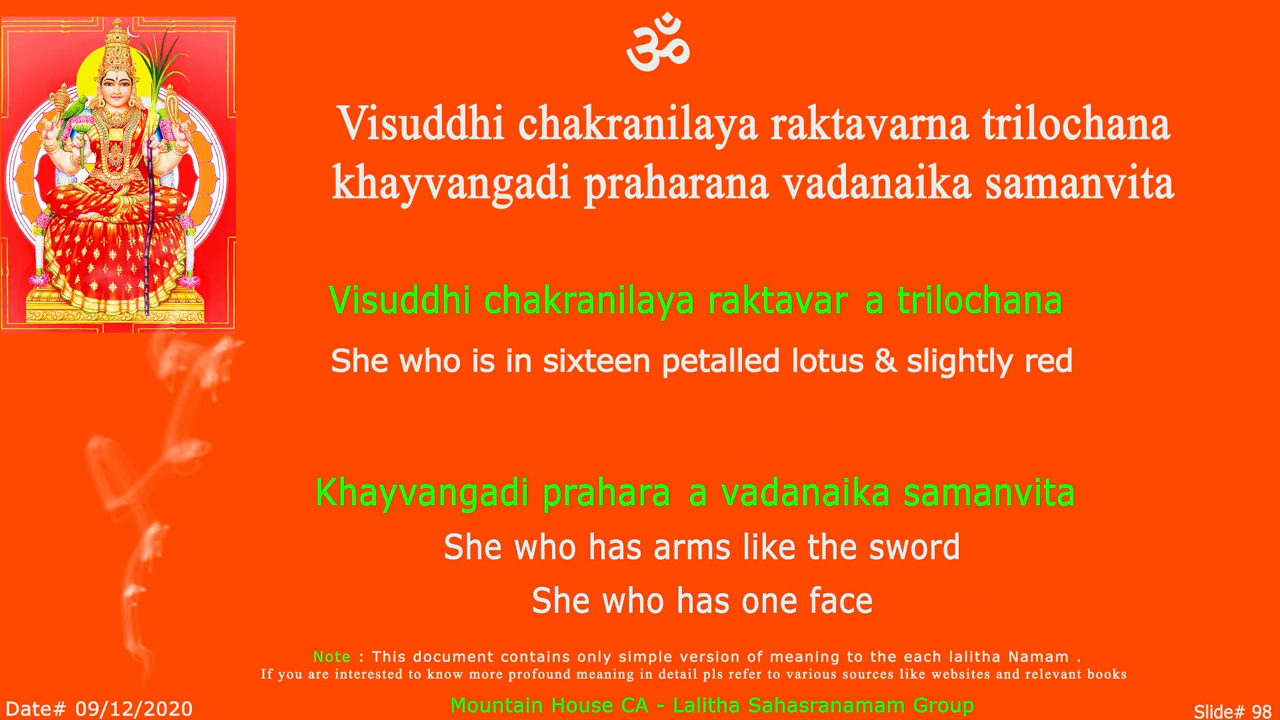 ॐ
Visuddhi chakranilaya raktavarna trilochana
khayvangadi praharana vadanaika samanvita
Visuddhi chakranilaya raktavar a trilochana
She who is in sixteen petalled lotus & slightly red
Khayvangadi prahara a vadanaika samanvita
She who has arms like the sword
She who has one face
Note : This document contains only simple version of meaning to the each lalitha Namam .
If you are interested to know more profound meaning in detail pls refer to various sources like websites and relevant books
Mountain House CA - Lalitha Sahasranamam Group
Date# 09/12/2020
Slide# 98